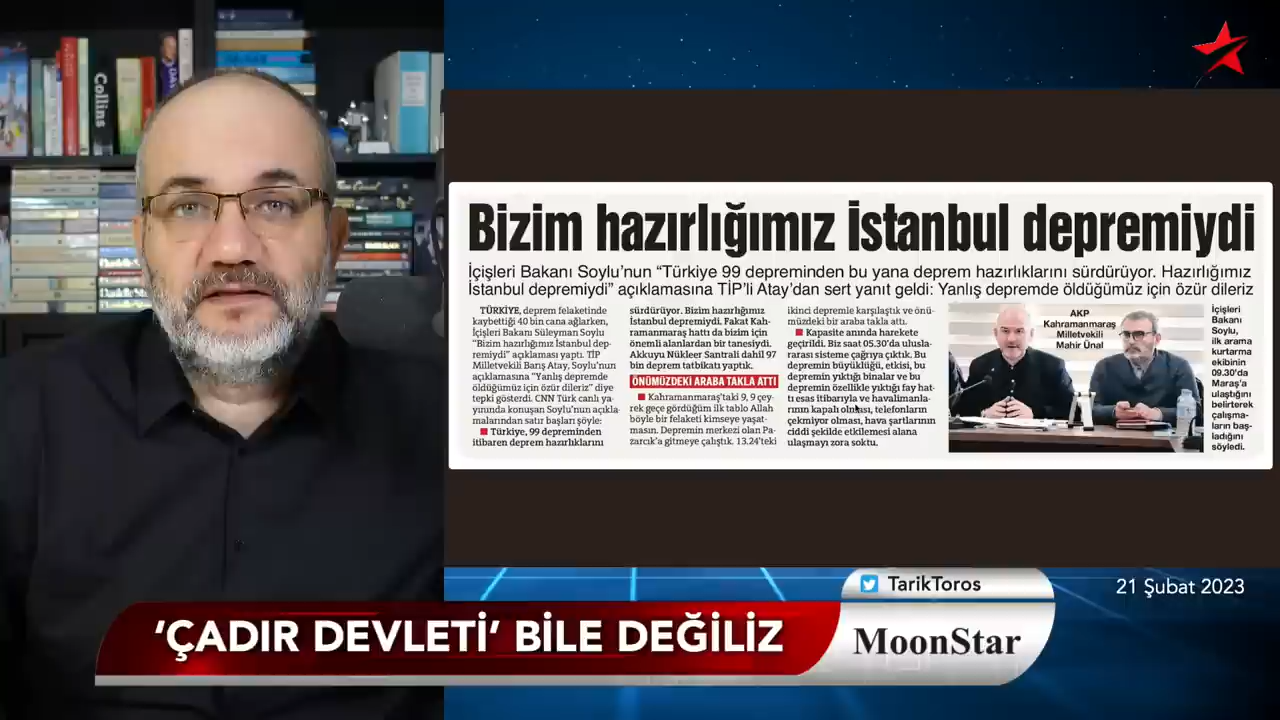 Collins
Bizim hazırlığımız İstanbul depremiydi
İçişleri Bakanı Soylu’nun “Türkiye 99 depreminden bu yana deprem hazırlıklarını sürdürüyor. Hazırlığımız
İstanbul depremiydi” açıklamasına TİP’li Atay’dan sert yanıt geldi: Yanlış depremde öldüğümüz için özür dileriz
TÜRKİYE, deprem felaketinde
kaybettiği 40 bin cana ağlarken,
İçişleri Bakanı Süleyman Soylu
“Bizim hazırlığımız İstanbul dep-
remiydi” açıklaması yaptı. TİP
Milletvekili Barış Atay, Soylu’nun
açıklamasına “Yanlış depremde
öldüğümüz için özür dileriz” diye
tepki gösterdi. CNN Türk canlı ya-
yınında konuşan Soylu’nun açıkla-
malarından satır başları şöyle:
Türkiye, 99 depreminden
itibaren deprem hazırlıklarını
sürdürüyor. Bizim hazırlığımız
İstanbul depremiydi. Fakat Kah-
ramanmaraş hattı da bizim için
önemli alanlardan bir tanesiydi.
Akkuyu Nükleer Santrali dahil 97
bin deprem tatbikatı yaptık.
ÖNÜMÜZDEKİ ARABA TAKLA ATTI
Kahramanmaraş’taki 9, 9 çey-
rek geçe gördüğüm ilk tablo Allah
böyle bir felaketi kimseye yaşat-
masın. Depremin merkezi olan Pa-
zarcık’a gitmeye çalıştık. 13.24’teki
ikinci depremle karşılaştık ve önü-
müzdeki bir araba takla attı.
Kapasite anında harekete
geçirildi. Biz saat 05.30’da ulusla-
rarası sisteme çağrıya çıktık. Bu
depremin büyüklüğü, etkisi, bu
depremin yıktığı binalar ve bu
depremin özellikle yıktığı fay hat-
tı esas itibarıyla ve havalimanla-
rının kapalı olması, telefonların
çekmiyor olması, hava şartlarının
ciddi şekilde etkilemesi alana
ulaşmayı zora soktu.
AKP
Kahramanmaraş
Milletvekili
Mahir Ünal
İçişleri
Bakanı
Soylu,
ilk arama
kurtarma
ekibinin
09.30’da
Maraş’a
ulaştığını
belirterek
çalışma-
ların baş-
ladığını
söyledi.
TarikToros
21 Şubat 2023
‘ÇADIR DEVLETİ’ BİLE DEĞİLİZ
MoonStar